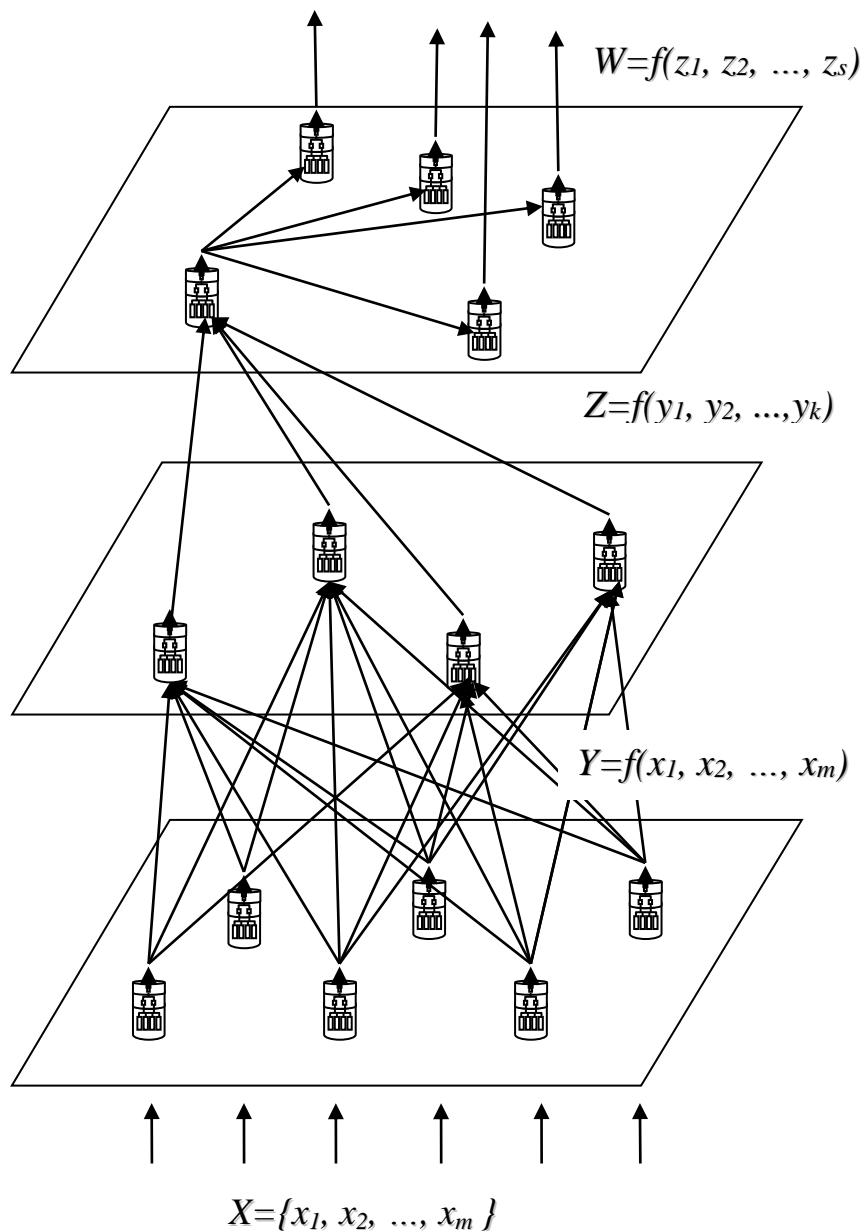 W=f(z1, z2, ..., zs)
Z=f(y1, y2, ...,yk)
Y=f(x1, x2, ..., xm)
X={x1, x2, ..., xm }